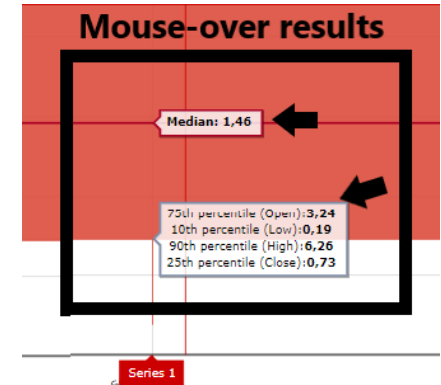 Mouse-over results
Median: 1,46
75th percentile (Open):3,24
10th percentile (Low):0,19
90th percentile (High):6,26
25th percentile (Close):0,73
Series 1